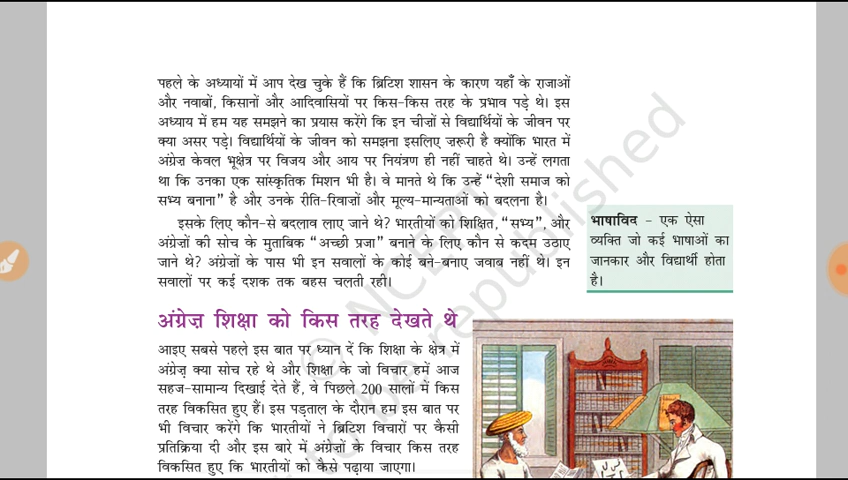 पहले के अध्यायों में आप देख चुके हैं कि ब्रिटिश शासन के कारण यहाँ के राजाओं
और नवाबों, किसानों और आदिवासियों पर किस-किस तरह के प्रभाव पड़े थे। इस
अध्याय में हम यह समझने का प्रयास करेंगे कि इन चीज़ों से विद्यार्थियों के जीवन पर
क्या असर पड़े। विद्यार्थियों के जीवन को समझना इसलिए ज़रूरी है क्योंकि भारत में
अंग्रेज़ केवल भूक्षेत्र पर विजय और आय पर नियंत्रण ही नहीं चाहते थे। उन्हें लगता
था कि उनका एक सांस्कृतिक मिशन भी है। वे मानते थे कि उन्हें “देशी समाज को
सभ्य बनाना” है और उनके रीति-रिवाजों और मूल्य-मान्यताओं को बदलना है।
इसके लिए कौन-से बदलाव लाए जाने थे? भारतीयों को शिक्षित, “सभ्य”, और
अंग्रेजों की सोच के मुताबिक “अच्छी प्रजा” बनाने के लिए कौन से कदम उठाए
जाने थे? अंग्रेजों के पास भी इन सवालों के कोई बने-बनाए जवाब नहीं थे। इन
सवालों पर कई दशक तक बहस चलती रही।
भाषाविद – एक ऐसा
व्यक्ति जो कई भाषाओं का
जानकार और विद्यार्थी होता
है।
अंग्रेज़ शिक्षा को किस तरह देखते थे
आइए सबसे पहले इस बात पर ध्यान दें कि शिक्षा के क्षेत्र में
अंग्रेज़ क्या सोच रहे थे और शिक्षा के जो विचार हमें आज
सहज-सामान्य दिखाई देते हैं, वे पिछले 200 सालों में किस
तरह विकसित हुए हैं। इस पड़ताल के दौरान हम इस बात पर
भी विचार करेंगे कि भारतीयों ने ब्रिटिश विचारों पर कैसी
प्रतिक्रिया दी और इस बारे में अंग्रेजों के विचार किस तरह
विकसित हुए कि भारतीयों को कैसे पढ़ाया जाएगा।
© NCERT
to be republished